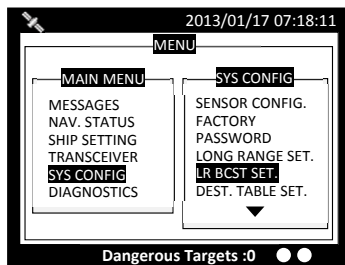 2013/01/17 07:18:11
MENU
MAIN MENU
MESSAGES
NAV. STATUS
SHIP SETTING
TRANSCEIVER
SYS CONFIG
DIAGNOSTICS
SYS CONFIG
SENSOR CONFIG.
FACTORY
PASSWORD
LONG RANGE SET.
LR BCST SET.
DEST. TABLE SET.
Dangerous Targets :0